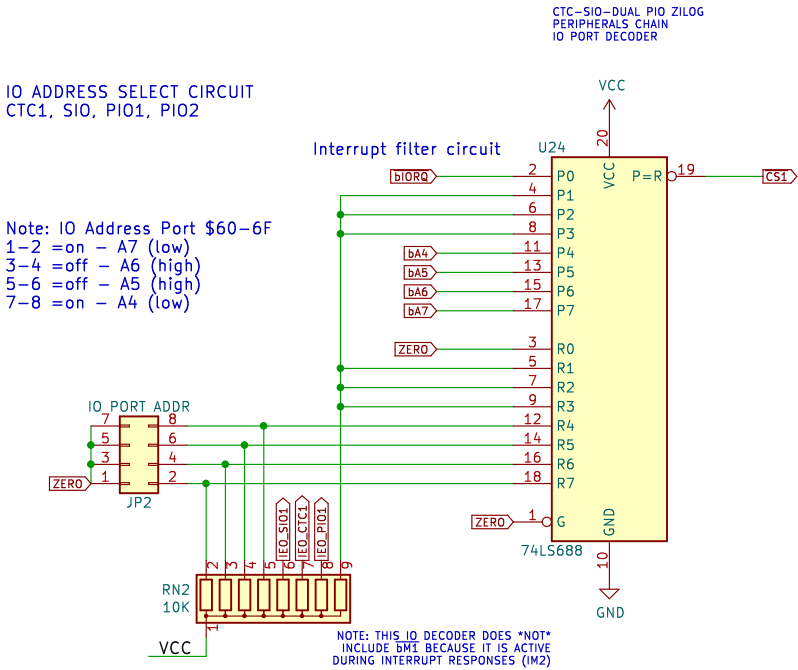 CTC-SIO-DUAL PIO ZILOG
PERIPHERALS CHAIN
IO PORT DECODER
IO ADDRESS SELECT CIRCUIT
CTC1, SIO, PIO1, PIO2
VCC
Interrupt filter circuit
U24
20
VCC
bIORQ
2
P0
P=R
19
CS1
4
P1
6
P2
8
P3
Note: IO Address Port $60-6F
1-2 =on - A7 (low)
3-4 =off - A6 (high)
5-6 =off - A5 (high)
7-8 =on - A4 (low)
bA4
11
P4
bA5
13
P5
bA6
15
P6
bA7
17
P7
ZERO
3
R0
5
R1
7
R2
9
R3
IO PORT ADDR
7
8
12
R4
5
6
14
R5
3
4
16
R6
ZERO
1
2
18
R7
JP2
ZERO
1
G
GND
74LS688
10
GND
IEO_SIO1
IEO_CTC1
IEO_PIO1
2
3
4
5
6
7
8
9
RN2
10K
1
VCC
NOTE: THIS IO DECODER DOES *NOT*
INCLUDE bM1 BECAUSE IT IS ACTIVE
DURING INTERRUPT RESPONSES (IM2)